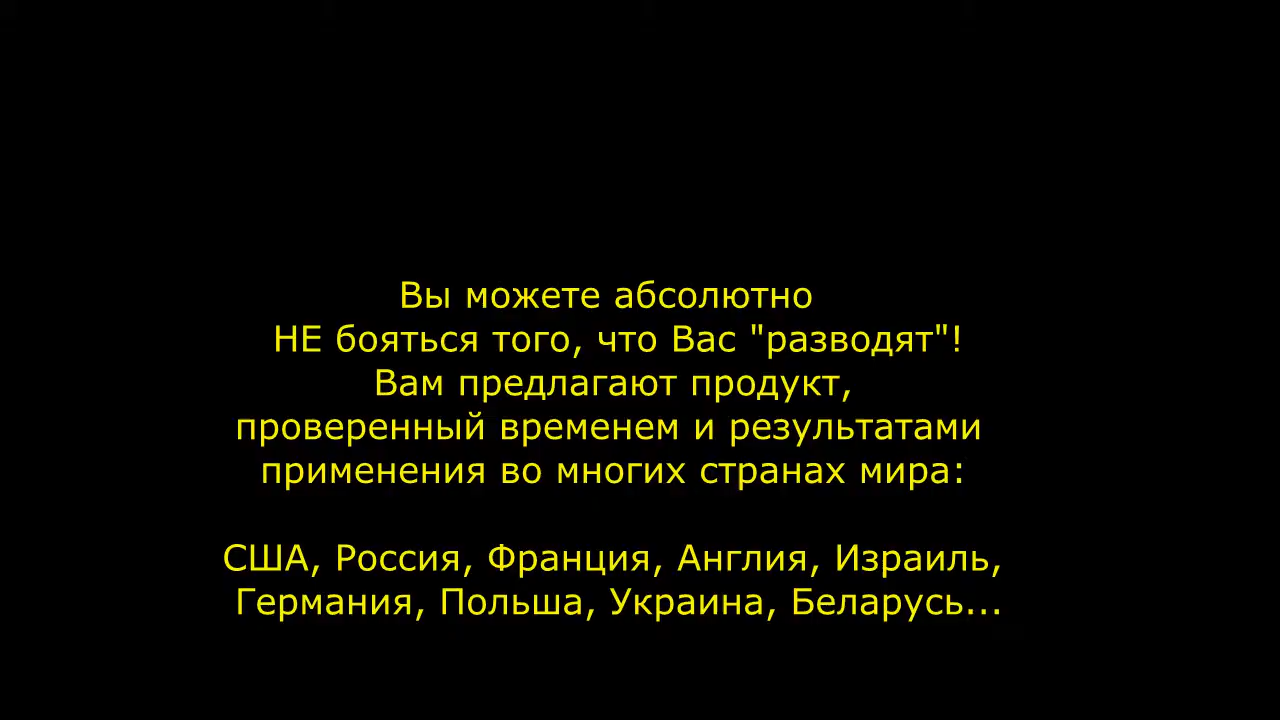 Вы можете абсолютно
НЕ бояться того, что Вас "разводят"!
Вам предлагают продукт,
проверенный временем и результатами
применения во многих странах мира:
США, Россия, Франция, Англия, Израиль,
Германия, Польша, Украина, Беларусь...